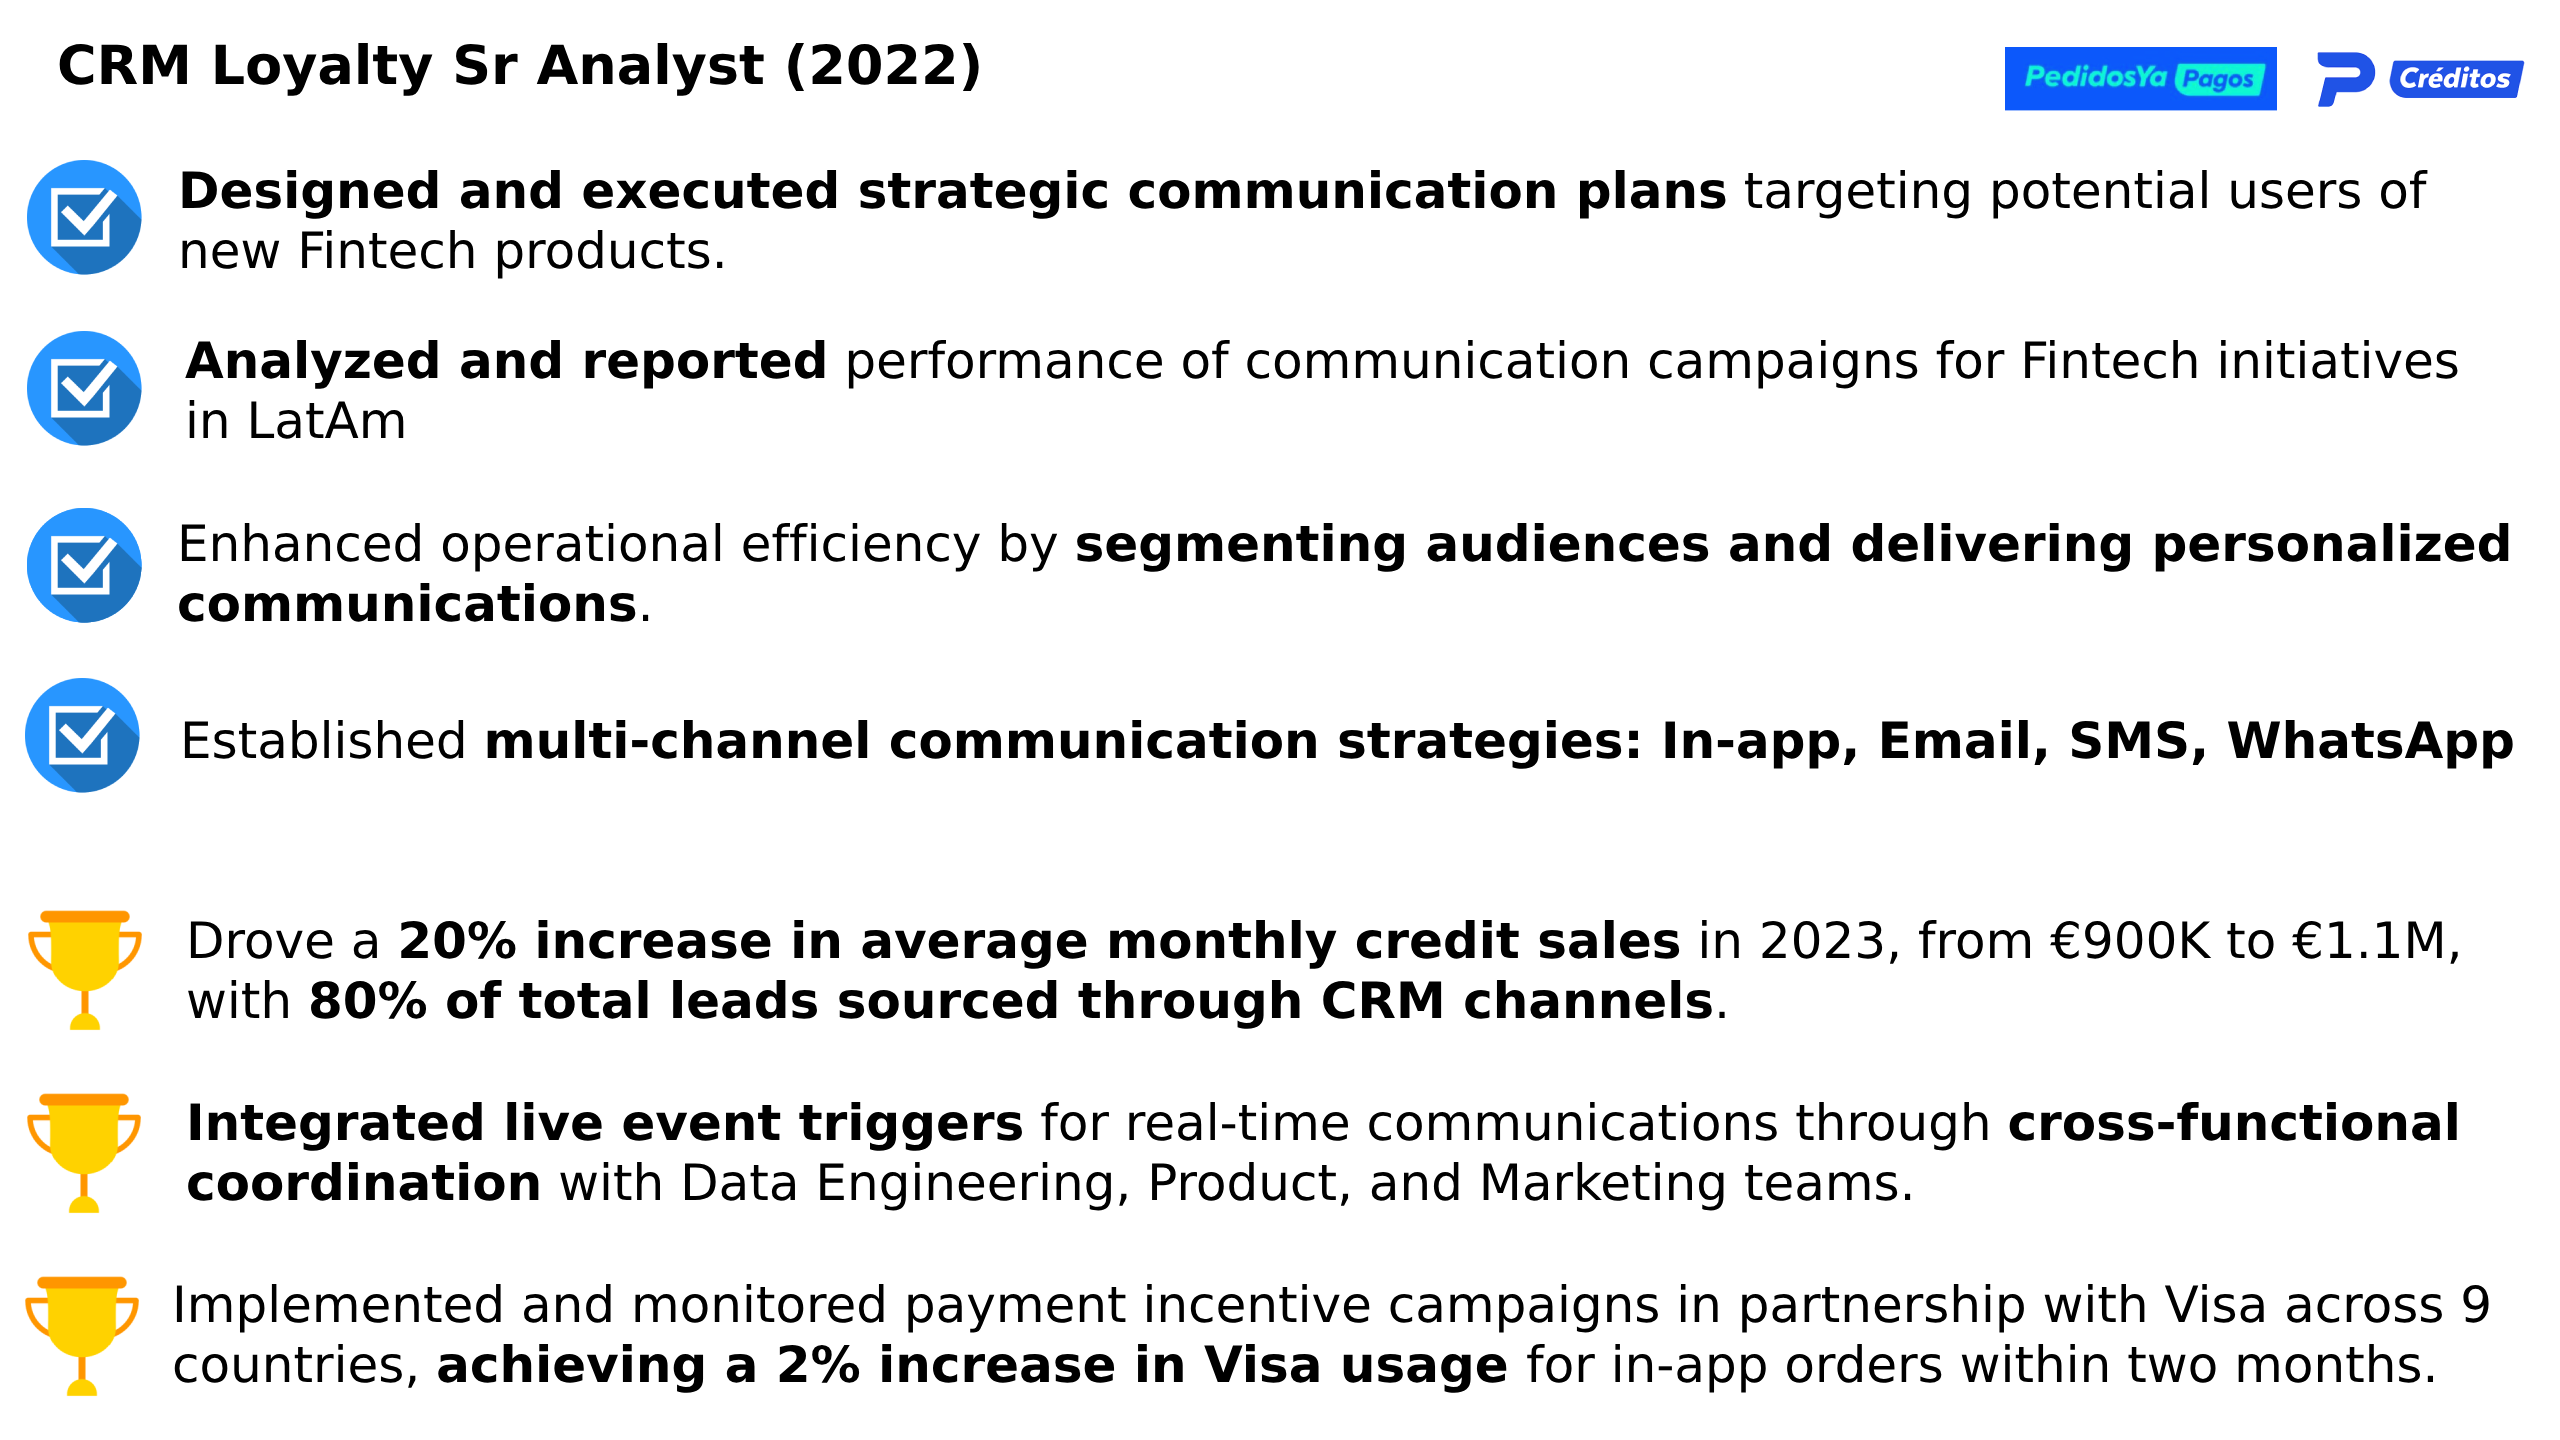 CRM Loyalty Sr Analyst (2022)
PedidosYa Pagos
Créditos
Designed and executed strategic communication plans targeting potential users of
new Fintech products.
Analyzed and reported performance of communication campaigns for Fintech initiatives
in LatAm
Enhanced operational efficiency by segmenting audiences and delivering personalized
communications.
Established multi-channel communication strategies: In-app, Email, SMS, WhatsApp
Drove a 20% increase in average monthly credit sales in 2023, from €900K to €1.1M,
with 80% of total leads sourced through CRM channels.
Integrated live event triggers for real-time communications through cross-functional
coordination with Data Engineering, Product, and Marketing teams.
Implemented and monitored payment incentive campaigns in partnership with Visa across 9
countries, achieving a 2% increase in Visa usage for in-app orders within two months.